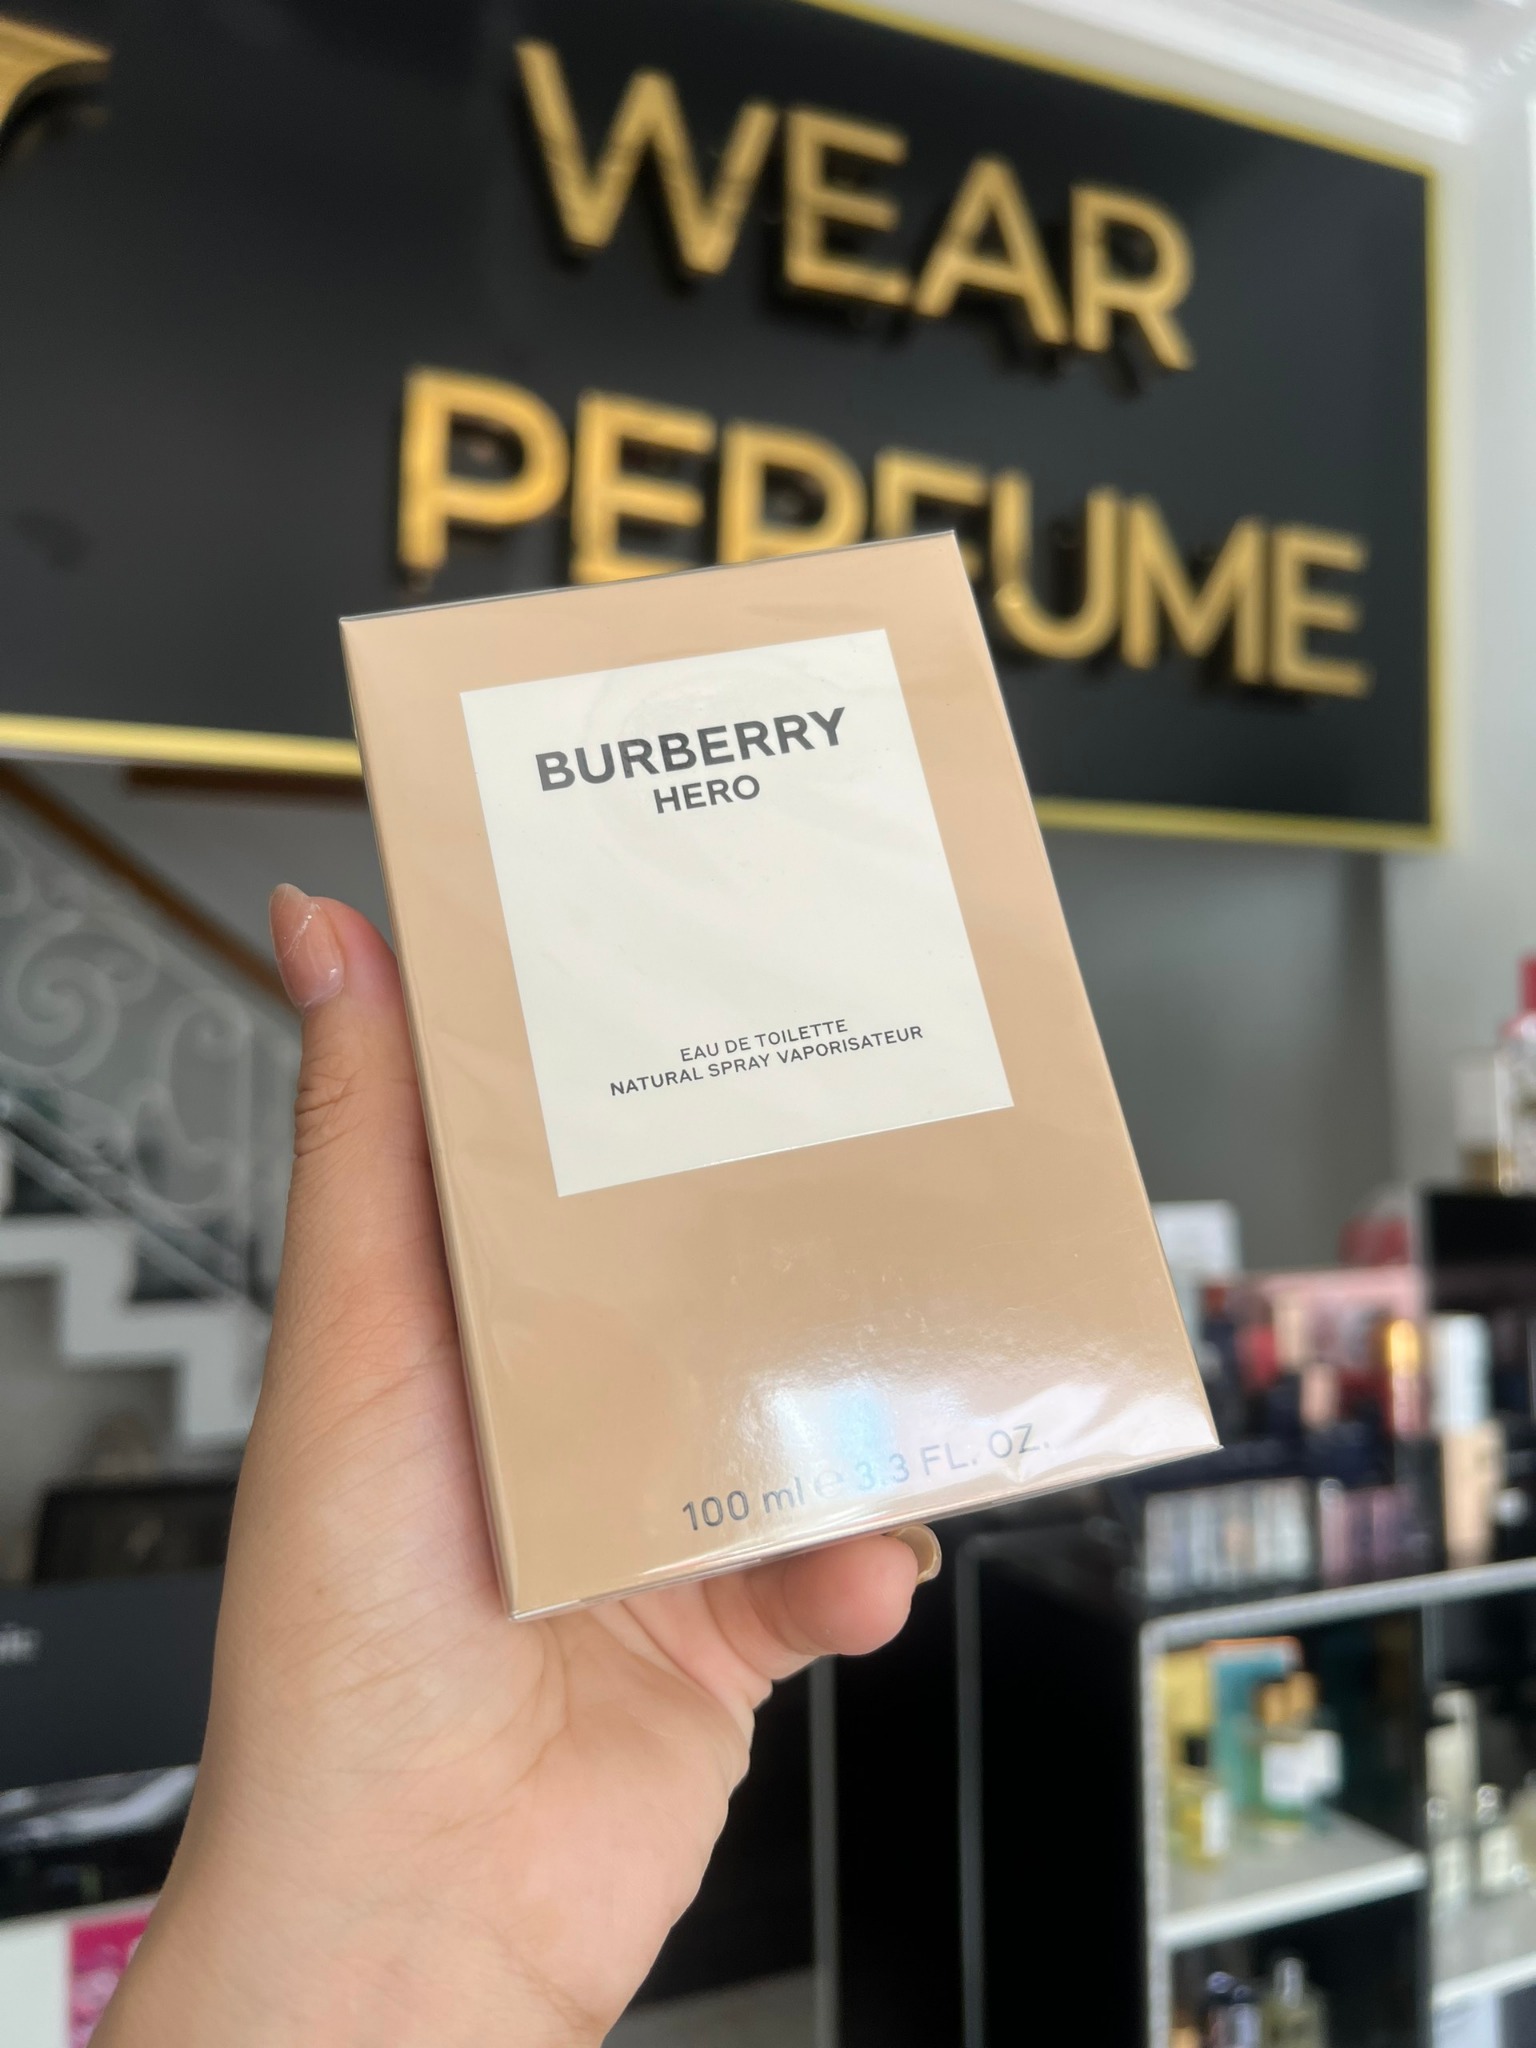 WEAR
PERFUME
BURBERRY
HERO
EAU DE TOILETTE
NATURAL SPRAY VAPORISATEUR
100 ml ℮ 3.3 FL. OZ.